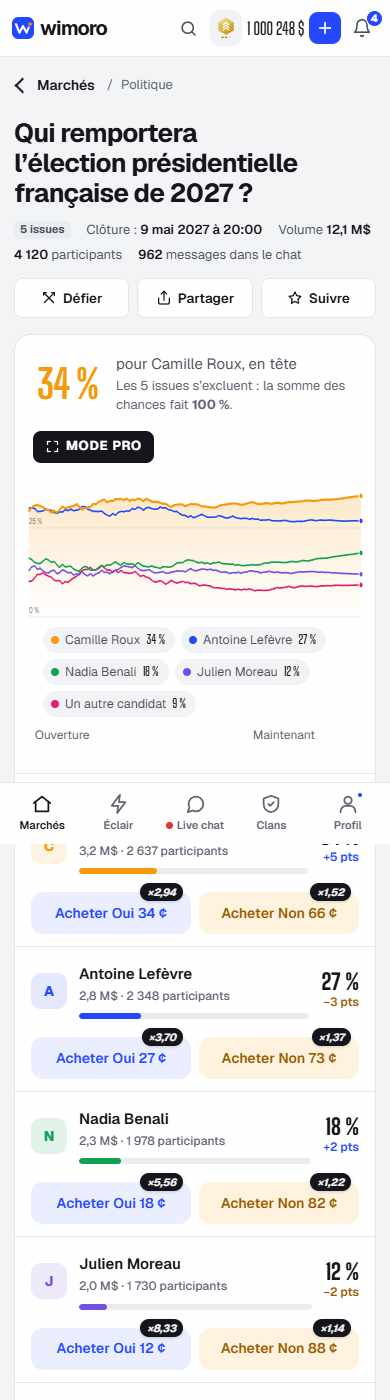 wimoro
1 000 248 $
4
Marchés / Politique
Qui remportera
l’élection présidentielle
française de 2027 ?
5 issues Clôture : 9 mai 2027 à 20:00 Volume 12,1 M$
4 120 participants 962 messages dans le chat
Défier Partager Suivre
34 %
pour Camille Roux, en tête
Les 5 issues s’excluent : la somme des
chances fait 100 %.
MODE PRO
25 %
0 %
Camille Roux 34 % Antoine Lefèvre 27 %
Nadia Benali 18 % Julien Moreau 12 %
Un autre candidat 9 %
Ouverture Maintenant
Marchés Éclair Live chat Clans Profil
3,2 M$ · 2 637 participants
+5 pts
×2,94 ×1,52
Acheter Oui 34 ¢ Acheter Non 66 ¢
A Antoine Lefèvre 27 %
2,8 M$ · 2 348 participants −3 pts
×3,70 ×1,37
Acheter Oui 27 ¢ Acheter Non 73 ¢
N Nadia Benali 18 %
2,3 M$ · 1 978 participants +2 pts
×5,56 ×1,22
Acheter Oui 18 ¢ Acheter Non 82 ¢
J Julien Moreau 12 %
2,0 M$ · 1 730 participants −2 pts
×8,33 ×1,14
Acheter Oui 12 ¢ Acheter Non 88 ¢